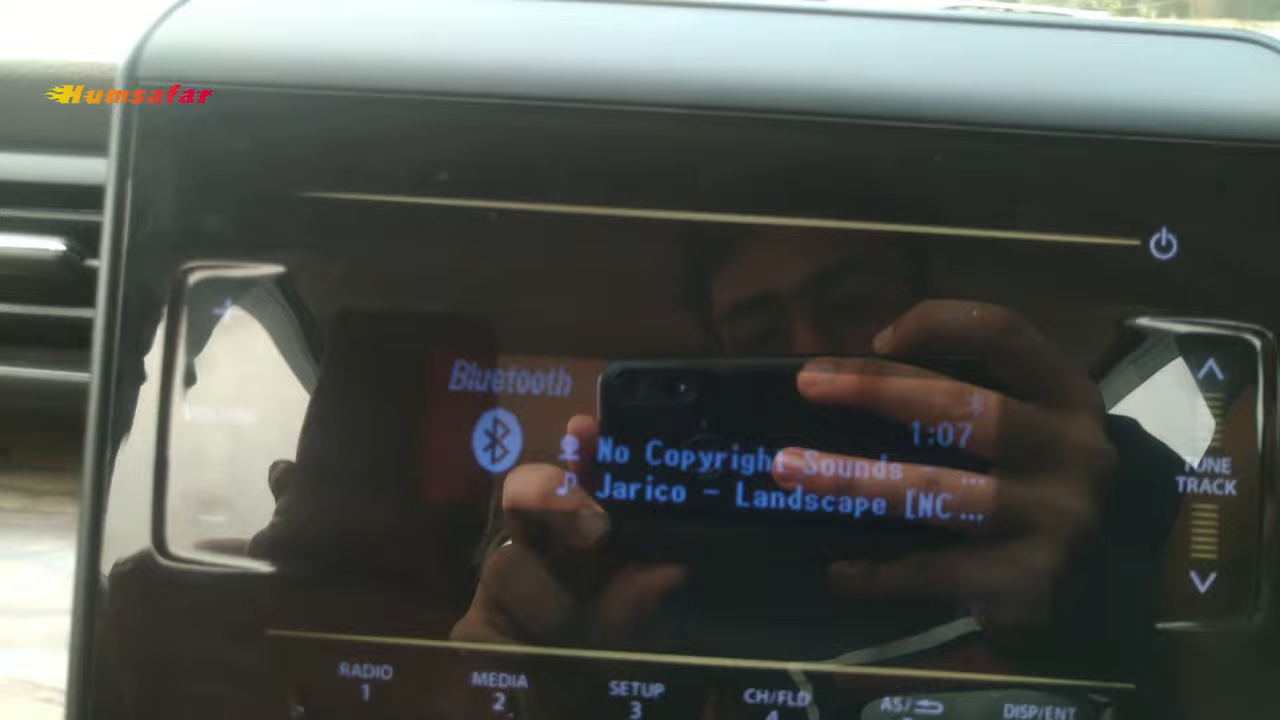 Humsafar
Bluetooth
1:07
No Copyright Sounds - ...
Jarico - Landscape [NC...
TUNE
TRACK
RADIO
1
MEDIA
2
SETUP
3
CH/FLD
4
AS/
DISP/ENT